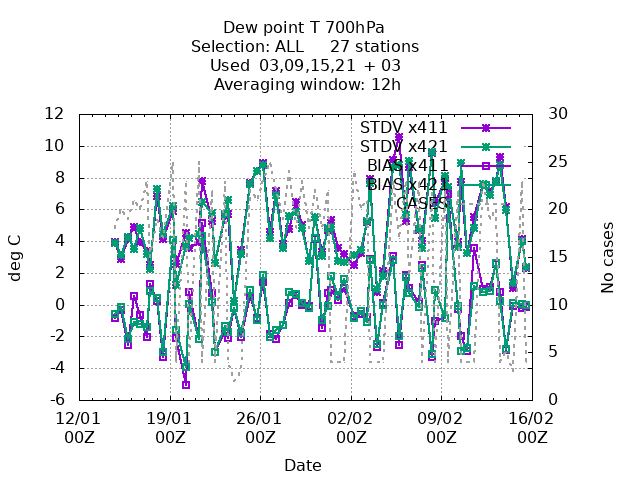 Dew point T 700hPa
Selection: ALL 27 stations
Used 03,09,15,21 + 03
Averaging window: 12h
12 30
STDV x411
10 25
STDV x421
8 BIAS x411
BIAS x421
6 20
CASES
4 15
2
0 10
-2
-4 5
-6 0
deg C
No cases
12/01 19/01 26/01 02/02 09/02 16/02
00Z 00Z 00Z 00Z 00Z 00Z
Date